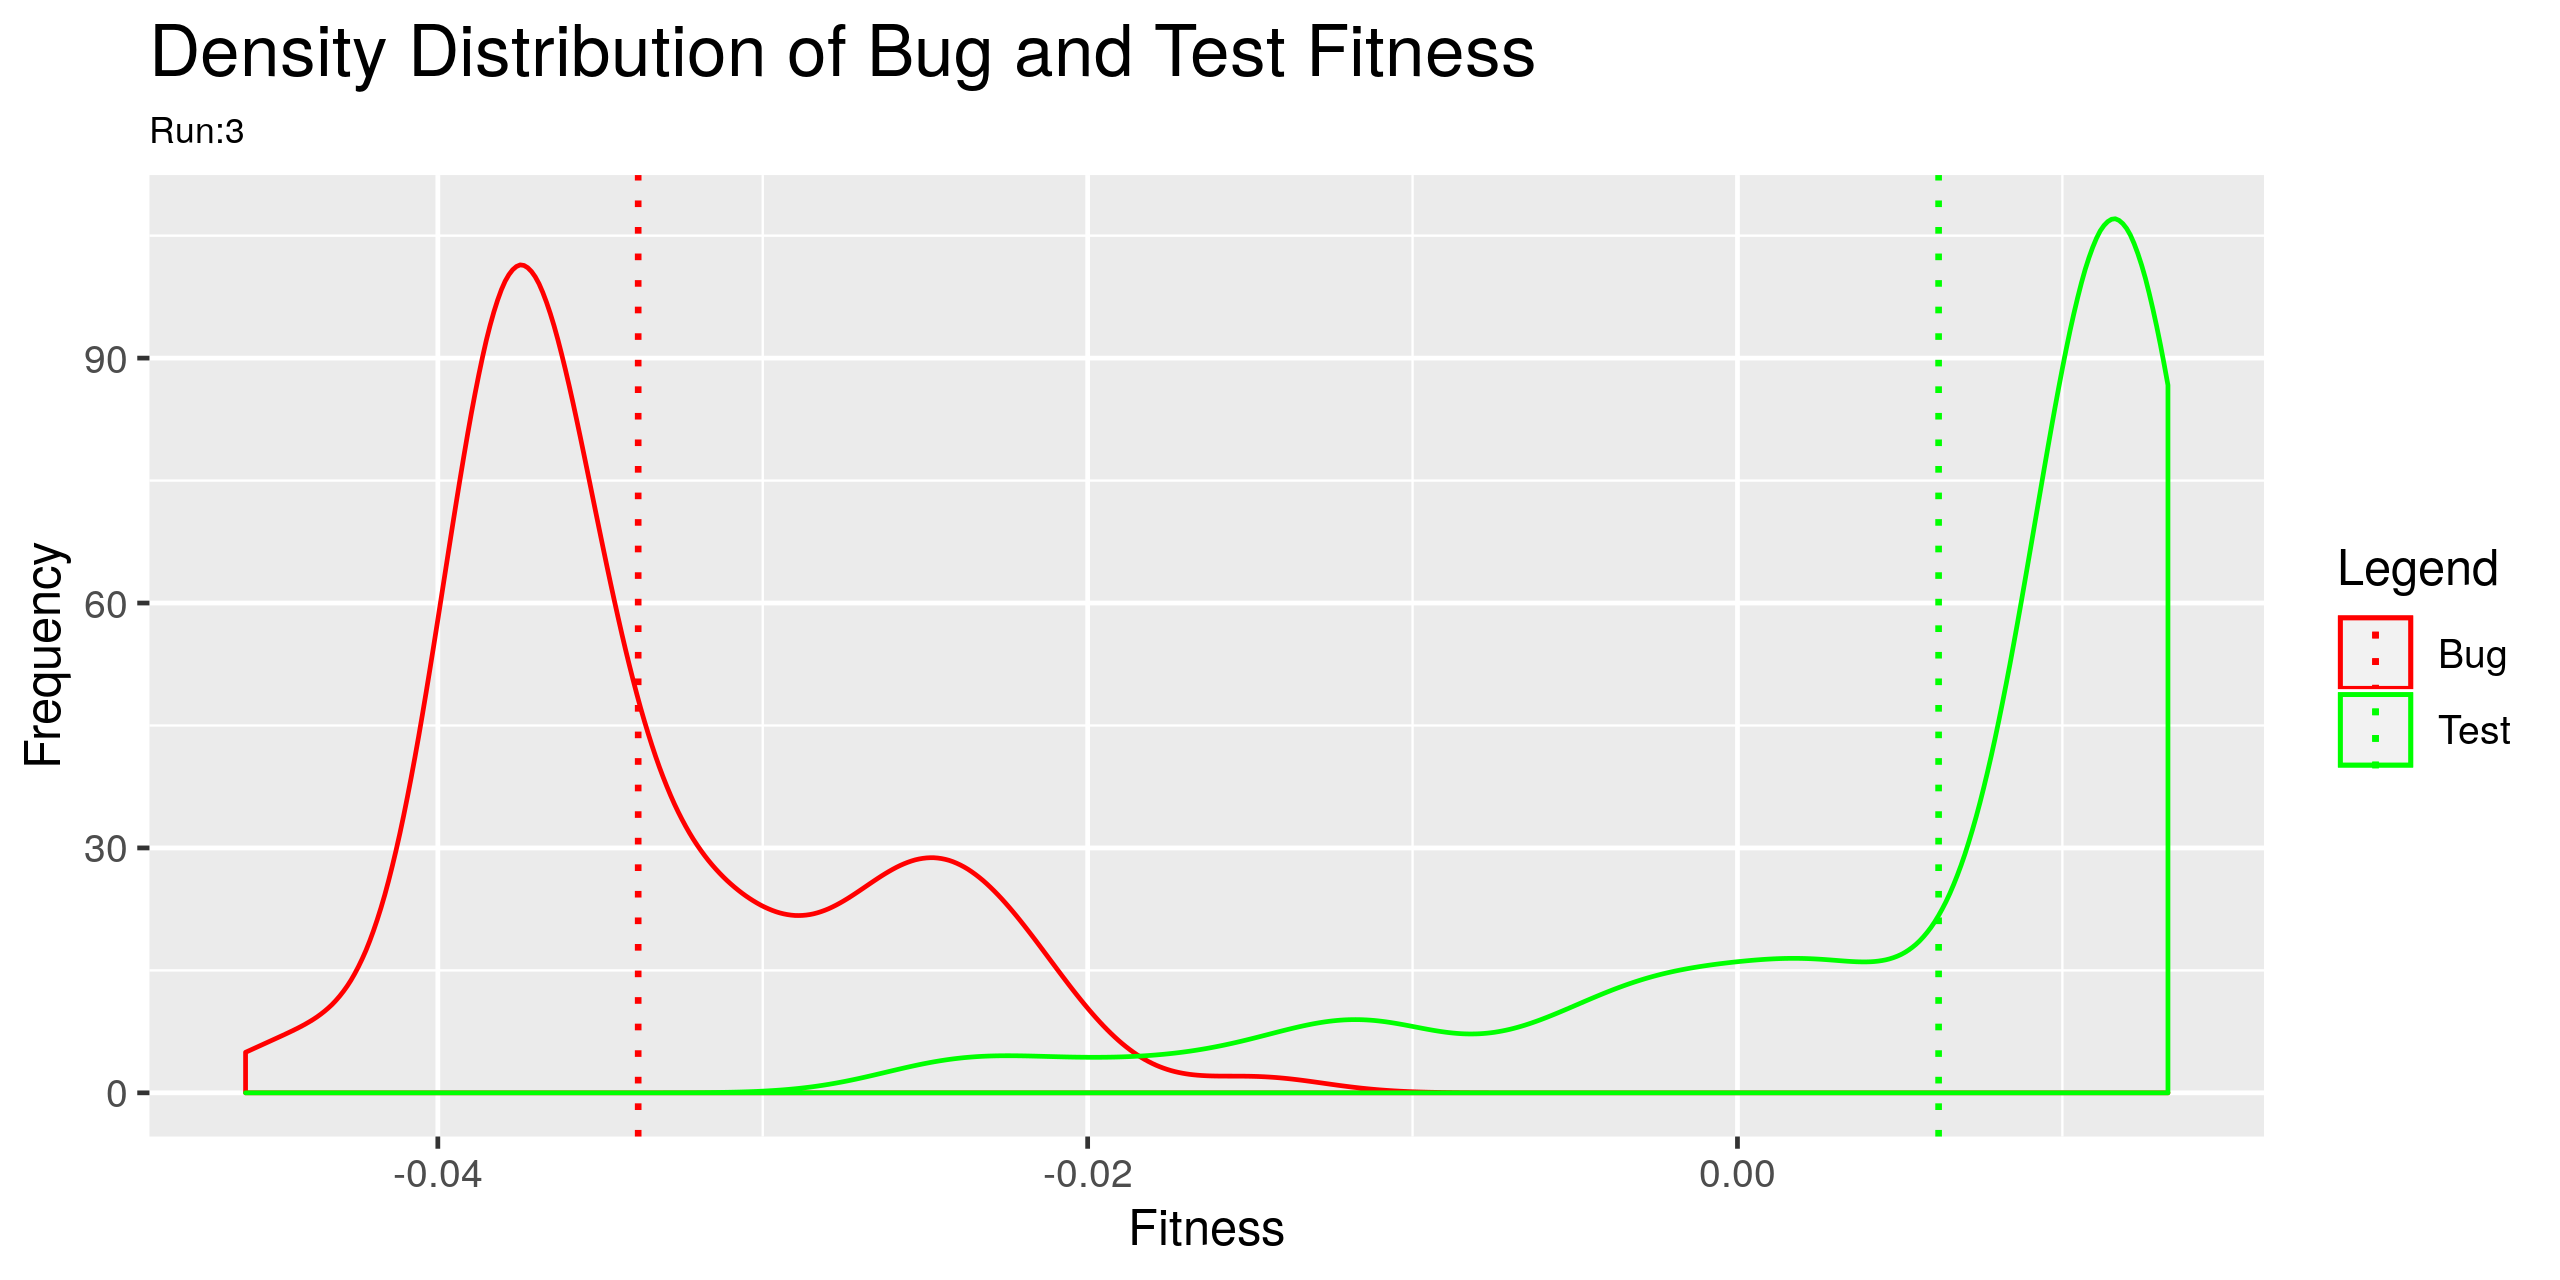 Density Distribution of Bug and Test Fitness
Run:3
Frequency
90
60
30
0
-0.04
-0.02
0.00
Fitness
Legend
Bug
Test